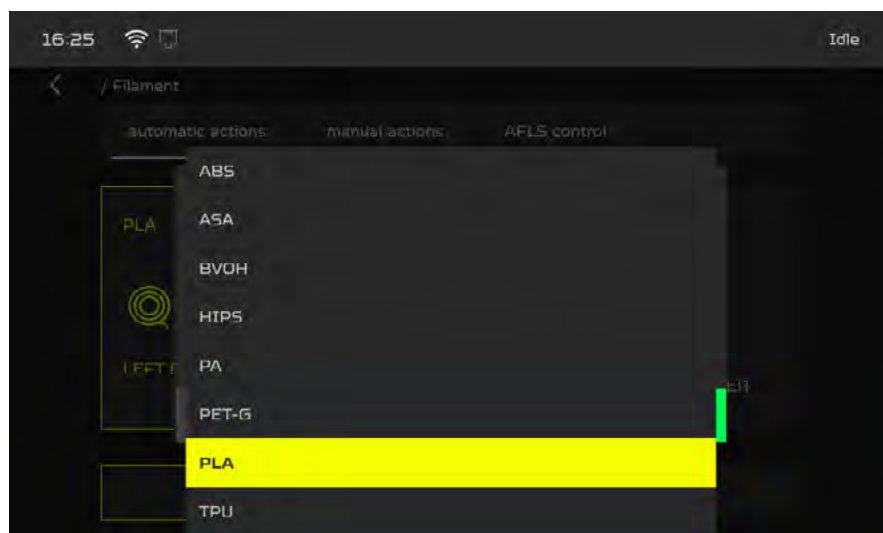 16:25
Idle
/ Filament
automatic actions manual actions AFLS control
ABS
PLA
ASA
BVOH
HIPS
LEFT
PA
PET-G
PLA
TPU